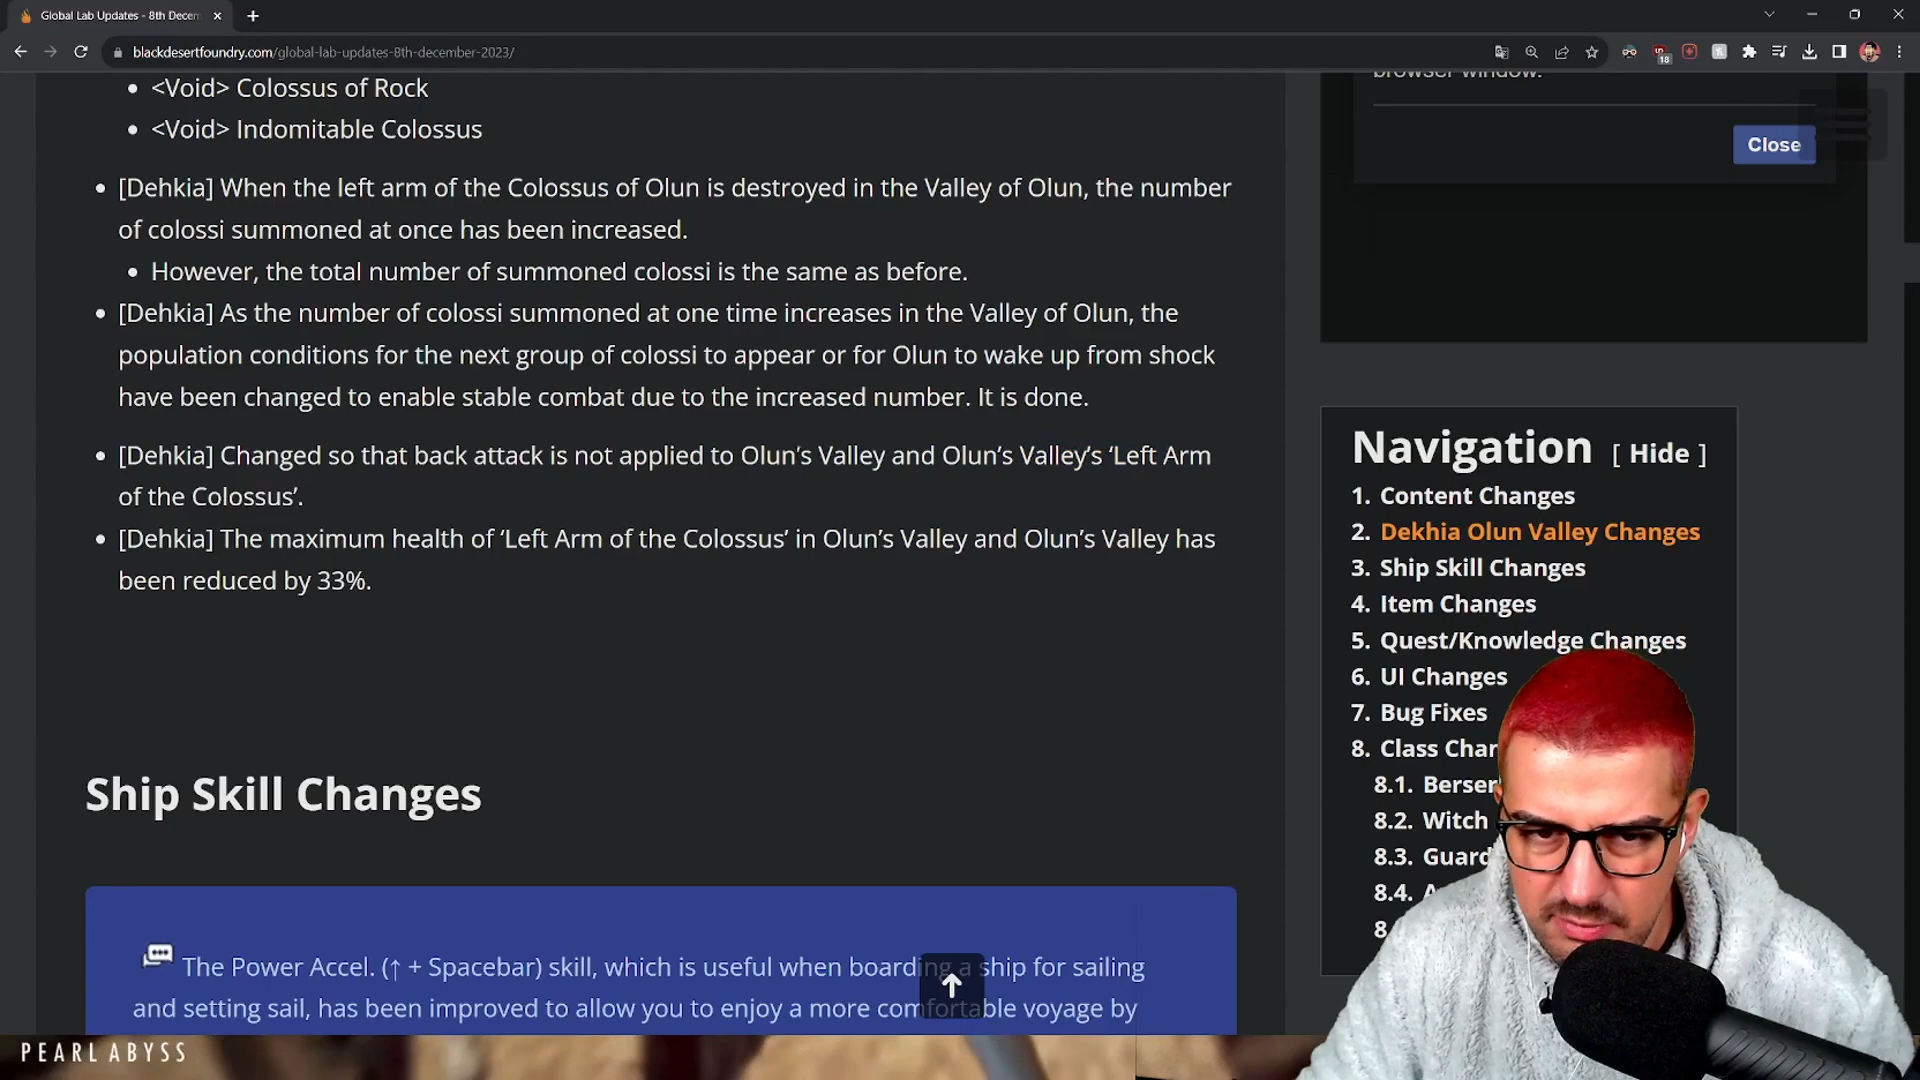 Global Lab Updates - 8th Decem
blackdesertfoundry.com/global-lab-updates-8th-december-2023/
18
<Void> Colossus of Rock
<Void> Indomitable Colossus
[Dehkia] When the left arm of the Colossus of Olun is destroyed in the Valley of Olun, the number
of colossi summoned at once has been increased.
However, the total number of summoned colossi is the same as before.
[Dehkia] As the number of colossi summoned at one time increases in the Valley of Olun, the
population conditions for the next group of colossi to appear or for Olun to wake up from shock
have been changed to enable stable combat due to the increased number. It is done.
[Dehkia] Changed so that back attack is not applied to Olun’s Valley and Olun’s Valley’s ‘Left Arm
of the Colossus’.
[Dehkia] The maximum health of ‘Left Arm of the Colossus’ in Olun’s Valley and Olun’s Valley has
been reduced by 33%.
Ship Skill Changes
The Power Accel. (↑ + Spacebar) skill, which is useful when boarding a ship for sailing
and setting sail, has been improved to allow you to enjoy a more comfortable voyage by
browser window.
Close
Navigation [ Hide ]
1. Content Changes
2. Dekhia Olun Valley Changes
3. Ship Skill Changes
4. Item Changes
5. Quest/Knowledge Changes
6. UI Changes
7. Bug Fixes
8. Class Chan
8.1. Berser
8.2. Witch
8.3. Guard
8.4. A
8
PEARL ABYSS